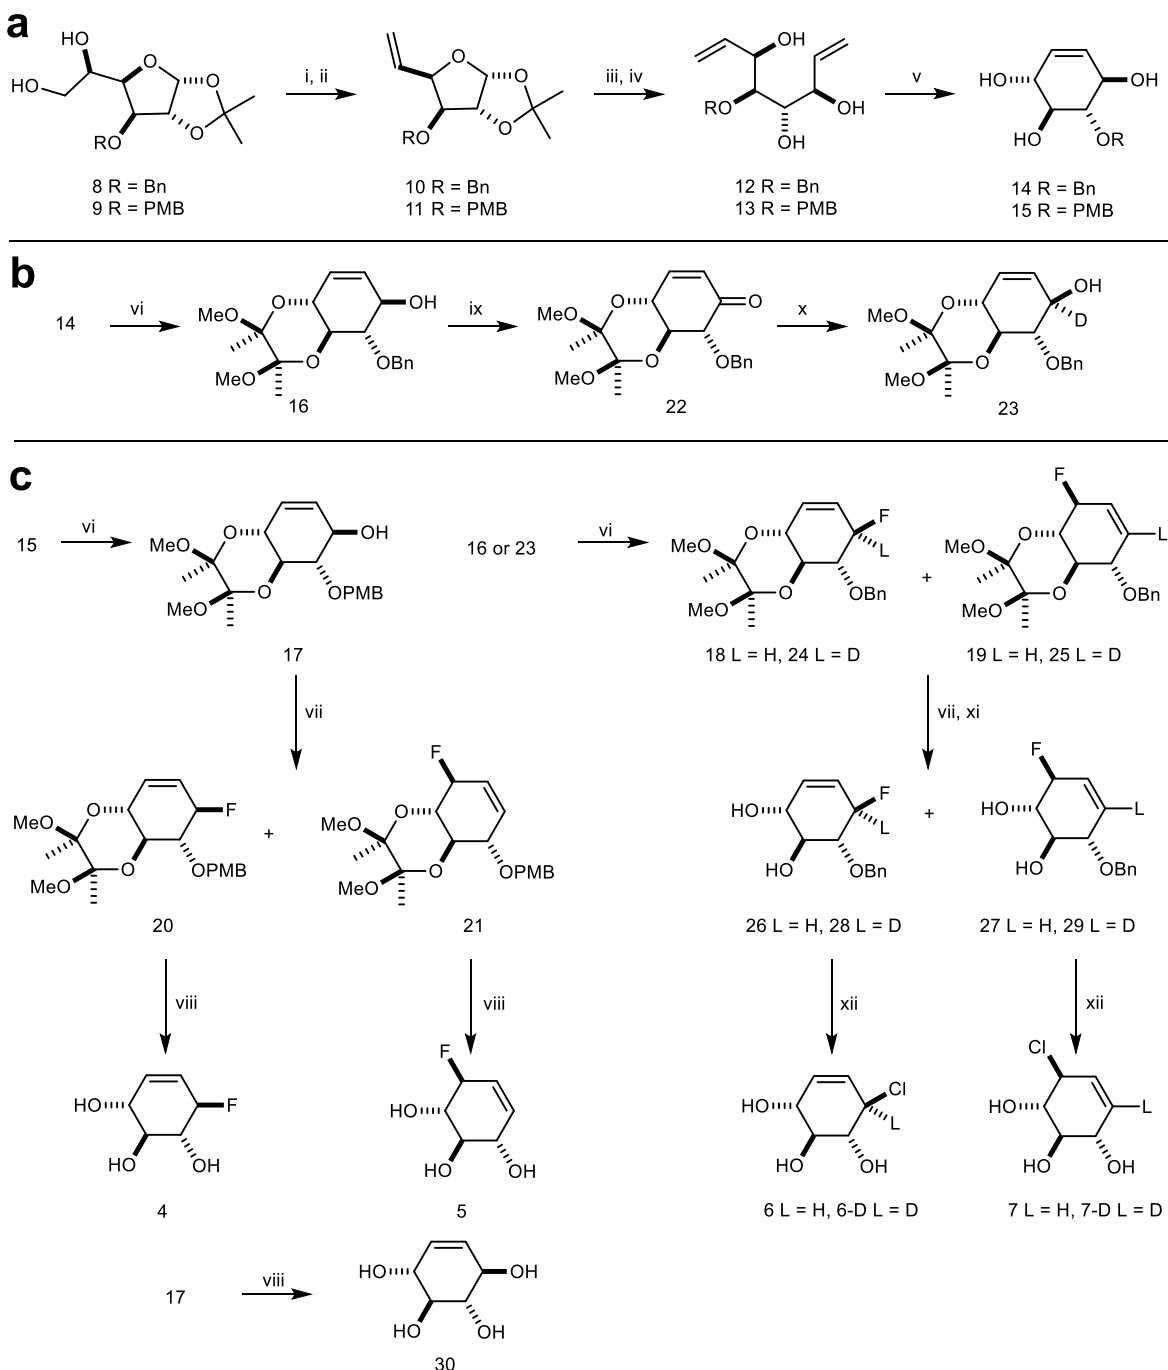 a
HO
HO
O
O
O
RO
8 R = Bn
9 R = PMB
i, ii
O
O
O
RO
10 R = Bn
11 R = PMB
iii, iv
OH
RO
OH
OH
12 R = Bn
13 R = PMB
v
HO
OH
HO
OR
14 R = Bn
15 R = PMB
b
14
vi
O
OH
MeO
MeO
O
OBn
16
ix
O
O
MeO
MeO
O
OBn
22
x
OH
O
D
MeO
MeO
O
OBn
23
c
15
vi
O
OH
MeO
MeO
O
OPMB
17
16 or 23
vi
F
O
L
MeO
MeO
O
OBn
18 L = H, 24 L = D
+
F
L
O
MeO
MeO
O
OBn
19 L = H, 25 L = D
vii
vii, xi
O
F
MeO
MeO
O
OPMB
20
+
F
O
MeO
MeO
O
OPMB
21
F
HO
L
HO
OBn
26 L = H, 28 L = D
+
F
HO
L
HO
OBn
27 L = H, 29 L = D
viii
viii
xii
xii
HO
F
HO
OH
4
F
HO
HO
OH
5
Cl
HO
L
HO
OH
6 L = H, 6-D L = D
Cl
HO
L
HO
OH
7 L = H, 7-D L = D
17
viii
HO
OH
HO
OH
30